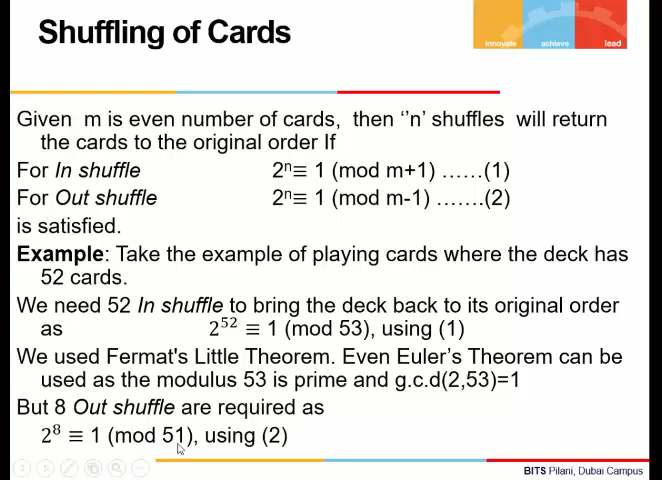 Shuffling of Cards
innovate achieve lead
Given m is even number of cards, then ‘’n’ shuffles will return
the cards to the original order If
For In shuffle 2ⁿ≡ 1 (mod m+1) ......(1)
For Out shuffle 2ⁿ≡ 1 (mod m-1) .......(2)
is satisfied.
Example: Take the example of playing cards where the deck has
52 cards.
We need 52 In shuffle to bring the deck back to its original order
as 2⁵² ≡ 1 (mod 53), using (1)
We used Fermat's Little Theorem. Even Euler’s Theorem can be
used as the modulus 53 is prime and g.c.d(2,53)=1
But 8 Out shuffle are required as
2⁸ ≡ 1 (mod 51), using (2)
BITS Pilani, Dubai Campus